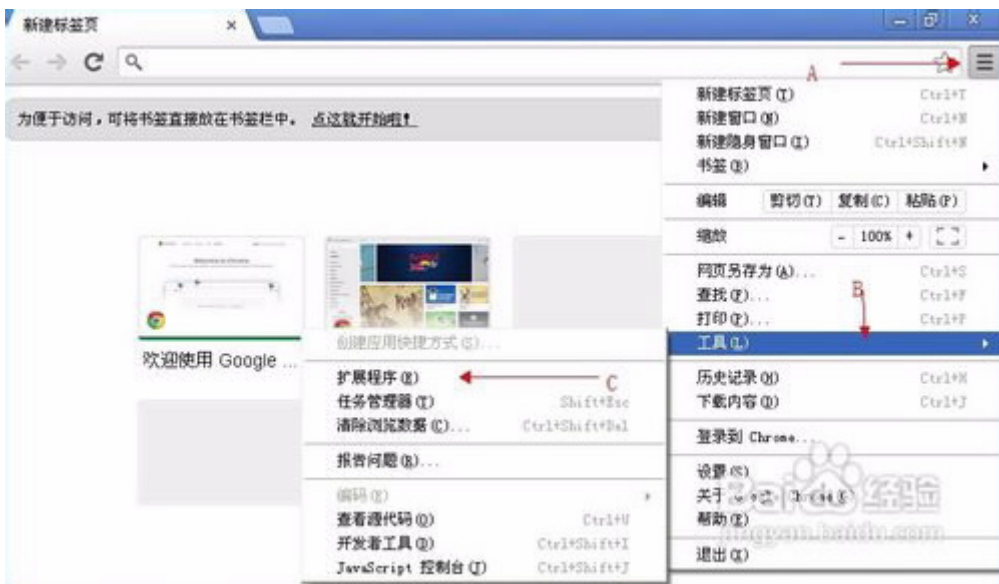 新建标签页 ×
A
为便于访问,可将书签直接放在书签栏中。 点这就开始啦!
新建标签页(T) Ctrl+T
新建窗口(N) Ctrl+N
新建隐身窗口(I) Ctrl+Shift+N
书签(B)
编辑 剪切(T) 复制(C) 粘贴(P)
缩放 - 100% +
网页另存为(A)... Ctrl+S
查找(F)... Ctrl+F
打印(P)... Ctrl+P
B
工具(L)
历史记录(H) Ctrl+H
下载内容(D) Ctrl+J
登录到 Chrome...
设置(S)
关于 Google Chrome(G)
帮助(E)
退出(X)
欢迎使用 Google ...
创建应用快捷方式(S)...
扩展程序(E)
C
任务管理器(T) Shift+Esc
清除浏览数据(C)... Ctrl+Shift+Del
报告问题(R)...
编码(E)
查看源代码(O) Ctrl+U
开发者工具(D) Ctrl+Shift+I
JavaScript 控制台(J) Ctrl+Shift+J
Baidu 经验
jingyan.baidu.com